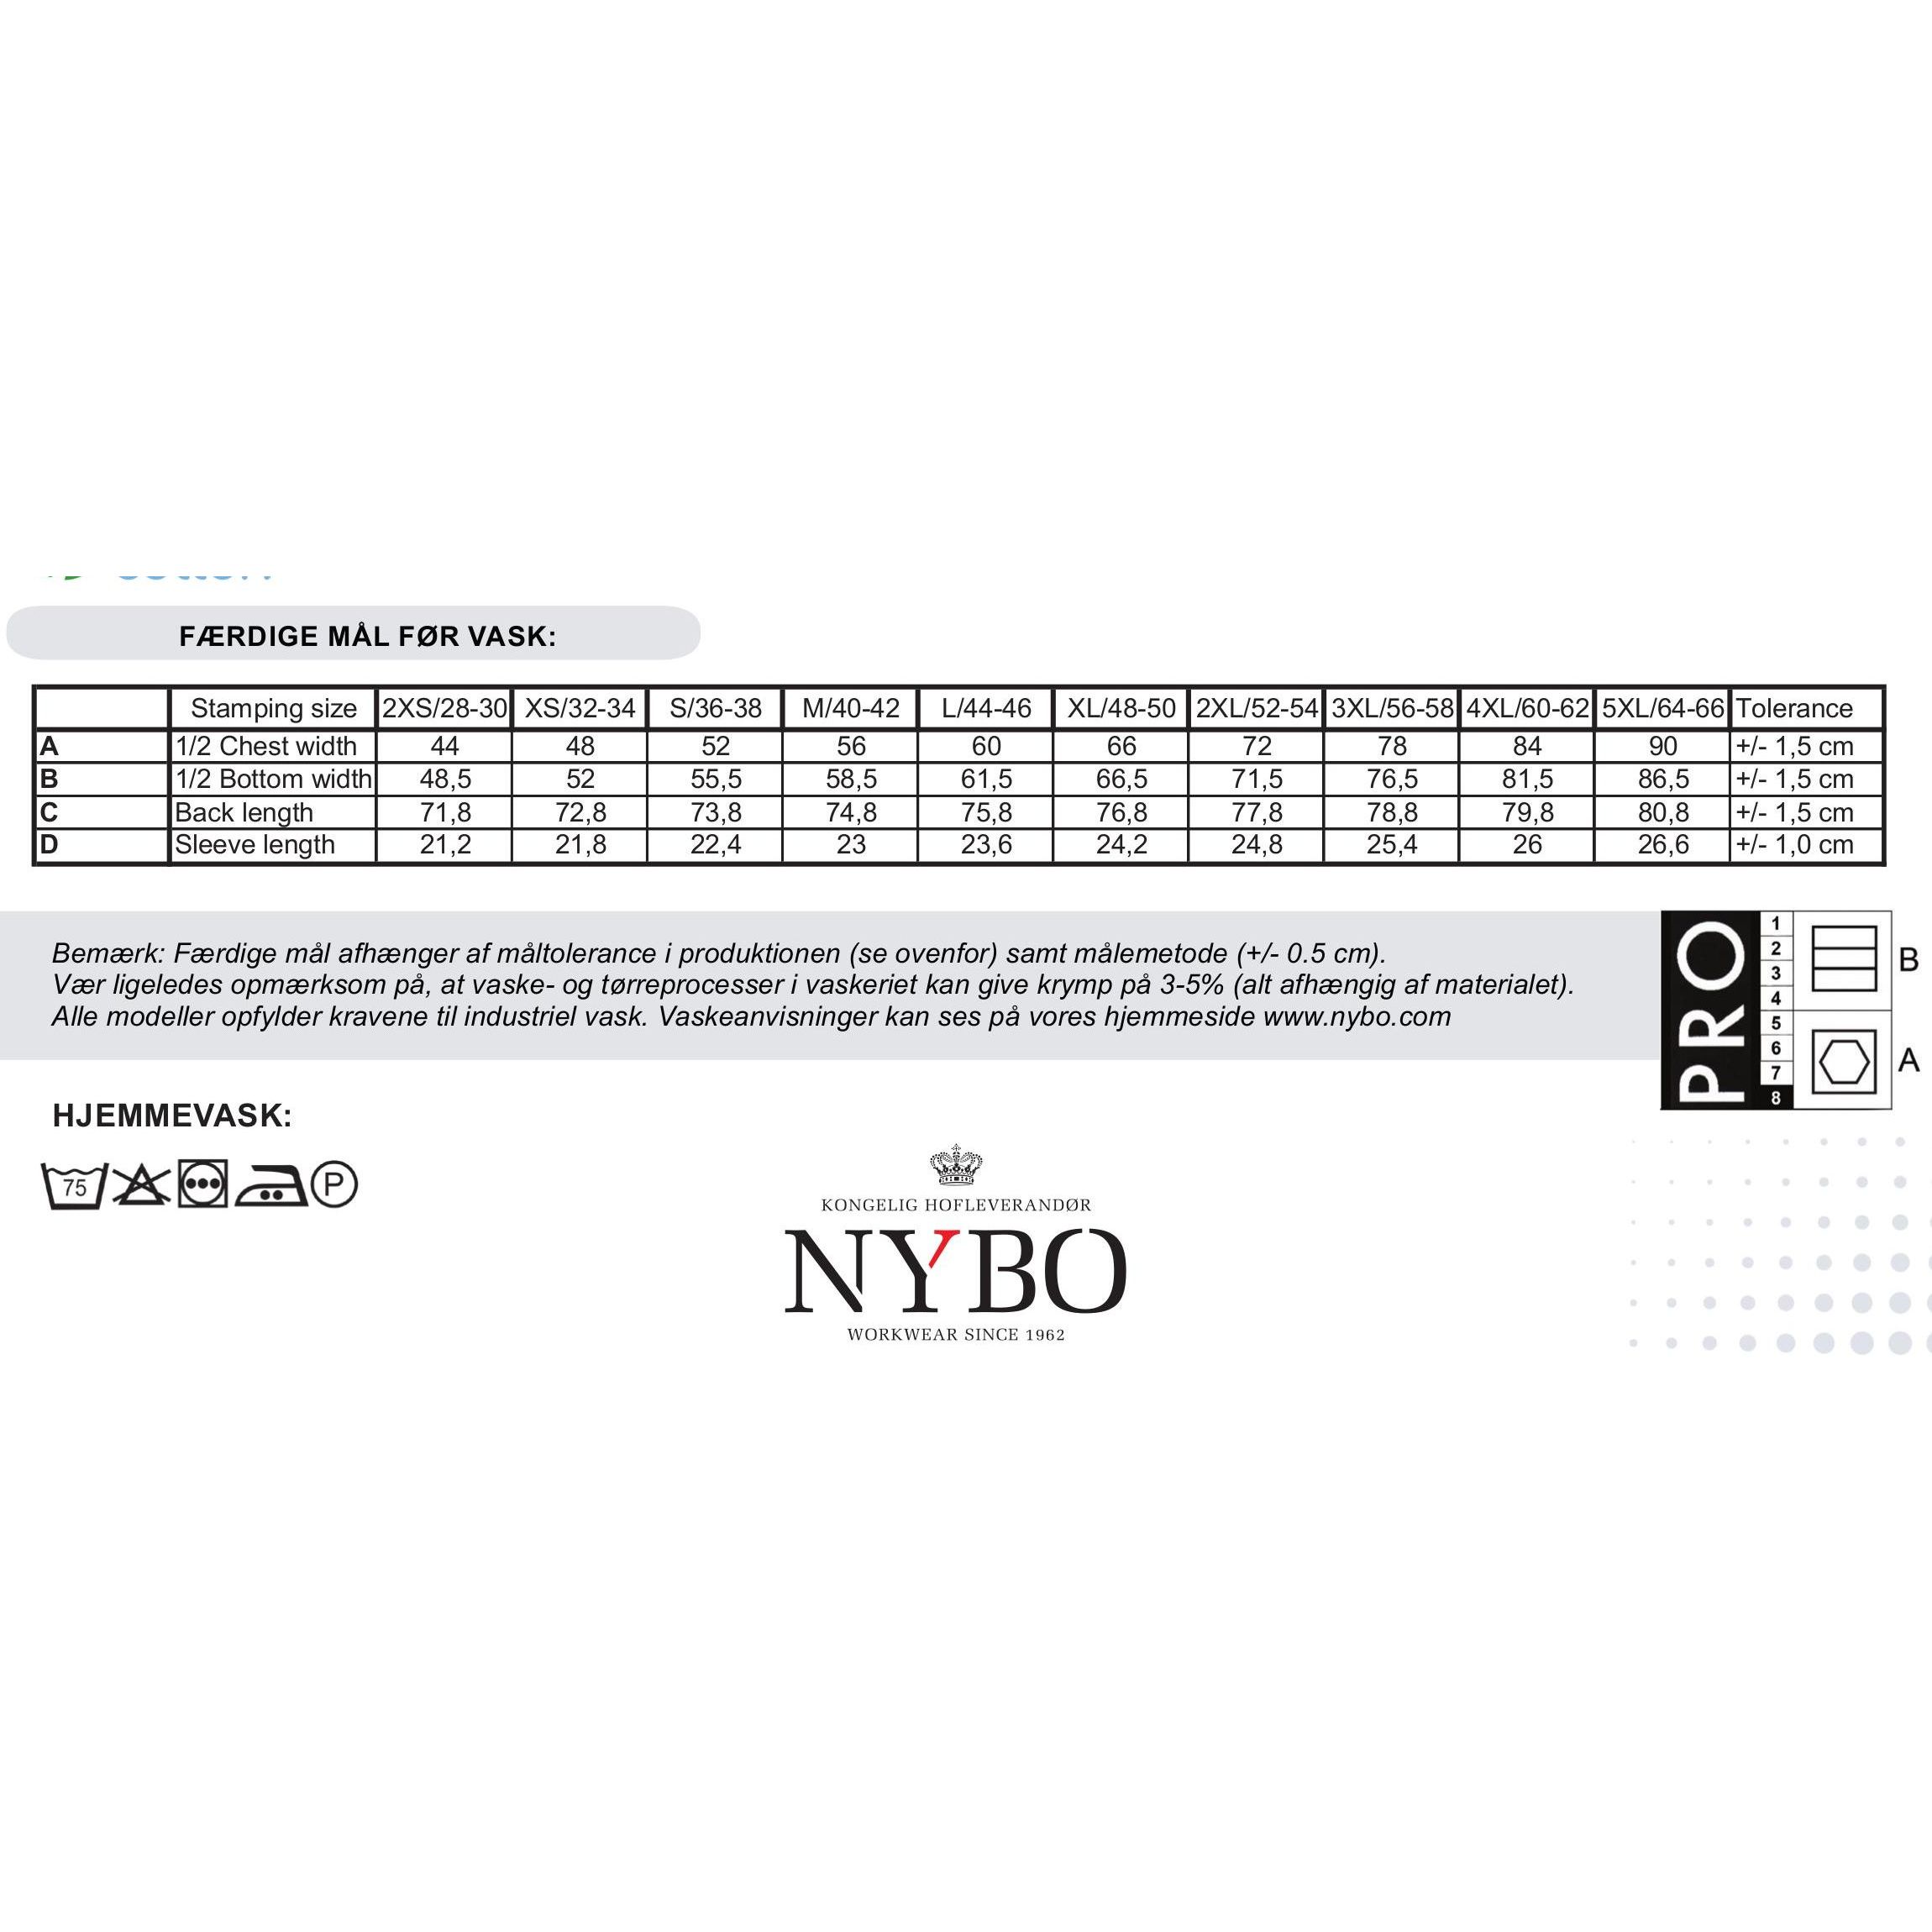 FÆRDIGE MÅL FØR VASK:
Stamping size 2XS/28-30 XS/32-34 S/36-38 M/40-42 L/44-46 XL/48-50 2XL/52-54 3XL/56-58 4XL/60-62 5XL/64-66 Tolerance
A 1/2 Chest width 44 48 52 56 60 66 72 78 84 90 +/- 1,5 cm
B 1/2 Bottom width 48,5 52 55,5 58,5 61,5 66,5 71,5 76,5 81,5 86,5 +/- 1,5 cm
C Back length 71,8 72,8 73,8 74,8 75,8 76,8 77,8 78,8 79,8 80,8 +/- 1,5 cm
D Sleeve length 21,2 21,8 22,4 23 23,6 24,2 24,8 25,4 26 26,6 +/- 1,0 cm
Bemærk: Færdige mål afhænger af måltolerance i produktionen (se ovenfor) samt målemetode (+/- 0.5 cm).
Vær ligeledes opmærksom på, at vaske- og tørreprocesser i vaskeriet kan give krymp på 3-5% (alt afhængig af materialet).
Alle modeller opfylder kravene til industriel vask. Vaskeanvisninger kan ses på vores hjemmeside www.nybo.com
PRO
1
2
3
4
5
6
7
8
B
A
HJEMMEVASK:
75
P
KONGELIG HOFLEVERANDØR
NYBO
WORKWEAR SINCE 1962